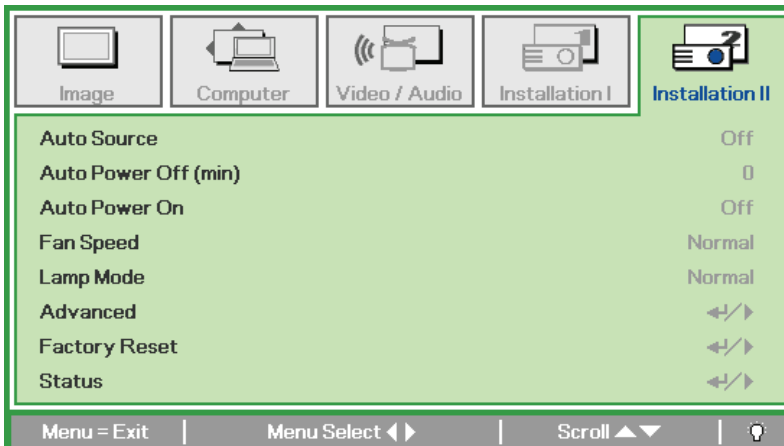 Image
Computer
Video / Audio
Installation I
Installation II
Auto Source Off
Auto Power Off (min) 0
Auto Power On Off
Fan Speed Normal
Lamp Mode Normal
Advanced ↵/▶
Factory Reset ↵/▶
Status ↵/▶
Menu = Exit Menu Select ◀▶ Scroll ▲▼